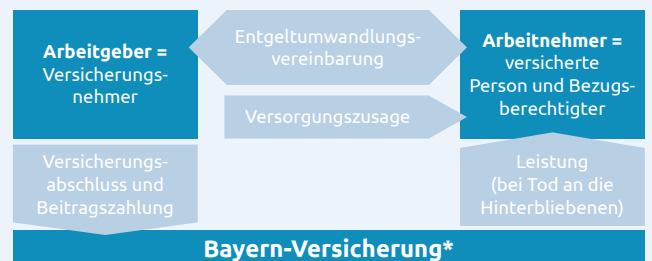 Arbeitgeber =
Versicherungs-
nehmer
Entgeltumwandlungs-
vereinbarung
Versorgungszusage
Arbeitnehmer =
versicherte
Person und Bezugs-
berechtigter
Versicherungs-
abschluss und
Beitragszahlung
Leistung
(bei Tod an die
Hinterbliebenen)
Bayern-Versicherung*